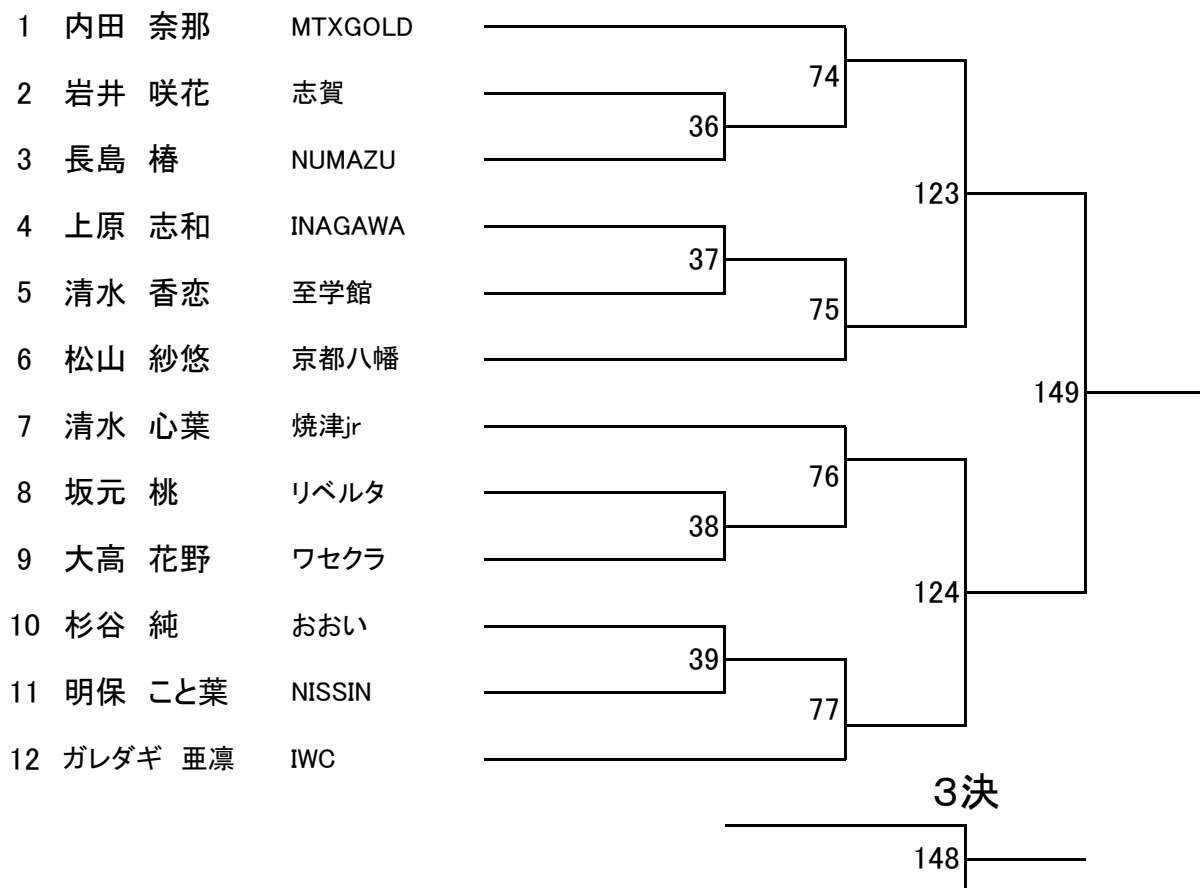 1 内田 奈那 MTXGOLD
74
2 岩井 咲花 志賀
36
3 長島 椿 NUMAZU
123
4 上原 志和 INAGAWA
37
5 清水 香恋 至学館
75
6 松山 紗悠 京都八幡
149
7 清水 心葉 焼津jr
76
8 坂元 桃 リベルタ
38
9 大高 花野 ワセクラ
124
10 杉谷 純 おおい
39
11 明保 こと葉 NISSIN
77
12 ガレダギ 亜凛 IWC
３決
148